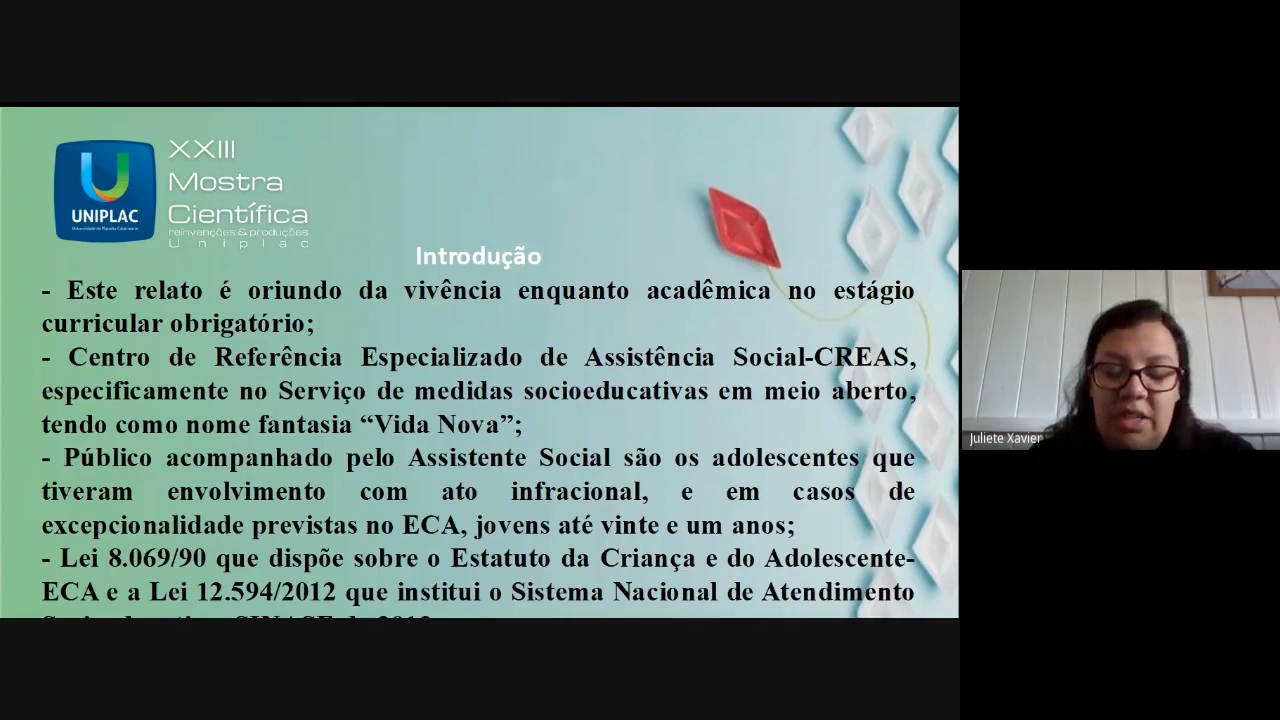 UNIPLAC
XXIII
Mostra
Científica
reinvenções & produções
Uniplac
Introdução
- Este relato é oriundo da vivência enquanto acadêmica no estágio
curricular obrigatório;
- Centro de Referência Especializado de Assistência Social-CREAS,
especificamente no Serviço de medidas socioeducativas em meio aberto,
tendo como nome fantasia “Vida Nova”;
- Público acompanhado pelo Assistente Social são os adolescentes que
tiveram envolvimento com ato infracional, e em casos de
excepcionalidade previstas no ECA, jovens até vinte e um anos;
- Lei 8.069/90 que dispõe sobre o Estatuto da Criança e do Adolescente-
ECA e a Lei 12.594/2012 que institui o Sistema Nacional de Atendimento
Juliete Xavier